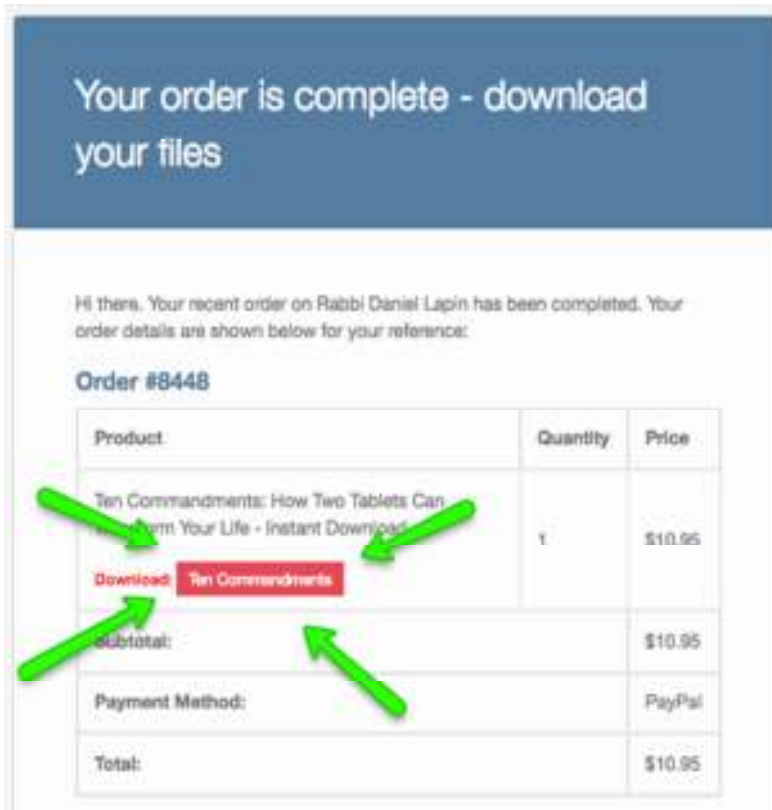 Your order is complete - download
your files
Hi there. Your recent order on Rabbi Daniel Lapin has been completed. Your
order details are shown below for your reference:
Order #8448
Product Quantity Price
Ten Commandments: How Two Tablets Can
Your Life - Instant Download
1 $10.95
Download: Ten Commandments
Subtotal: $10.95
Payment Method: PayPal
Total: $10.95